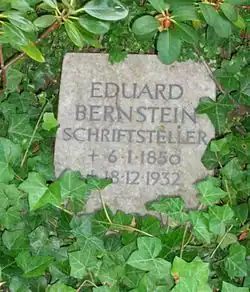 EDUARD
BERNSTEIN
SCHRIFTSTELLER
+ 6·1·1850
+ 18·12·1932